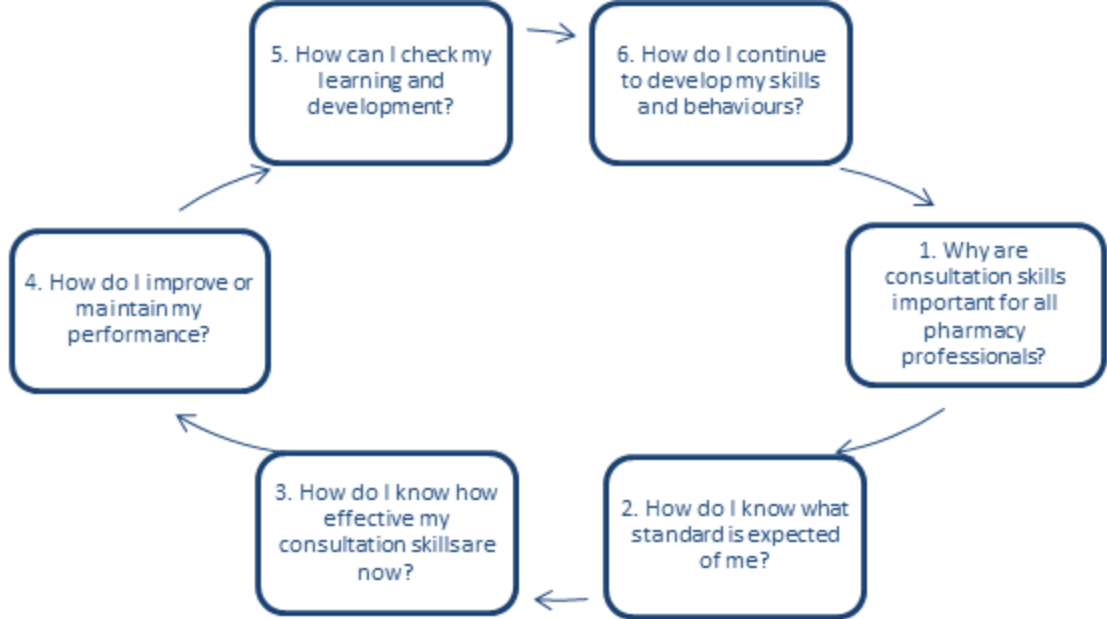 5. How can I check my
learning and
development?
6. How do I continue
to develop my skills
and behaviours?
4. How do I improve or
maintain my
performance?
1. Why are
consultation skills
important for all
pharmacy
professionals?
3. How do I know how
effective my
consultation skills are
now?
2. How do I know what
standard is expected
of me?